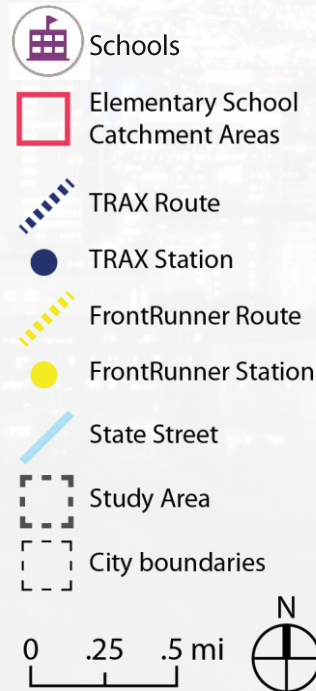 Schools
Elementary School
Catchment Areas
TRAX Route
TRAX Station
FrontRunner Route
FrontRunner Station
State Street
Study Area
City boundaries
N
0 .25 .5 mi